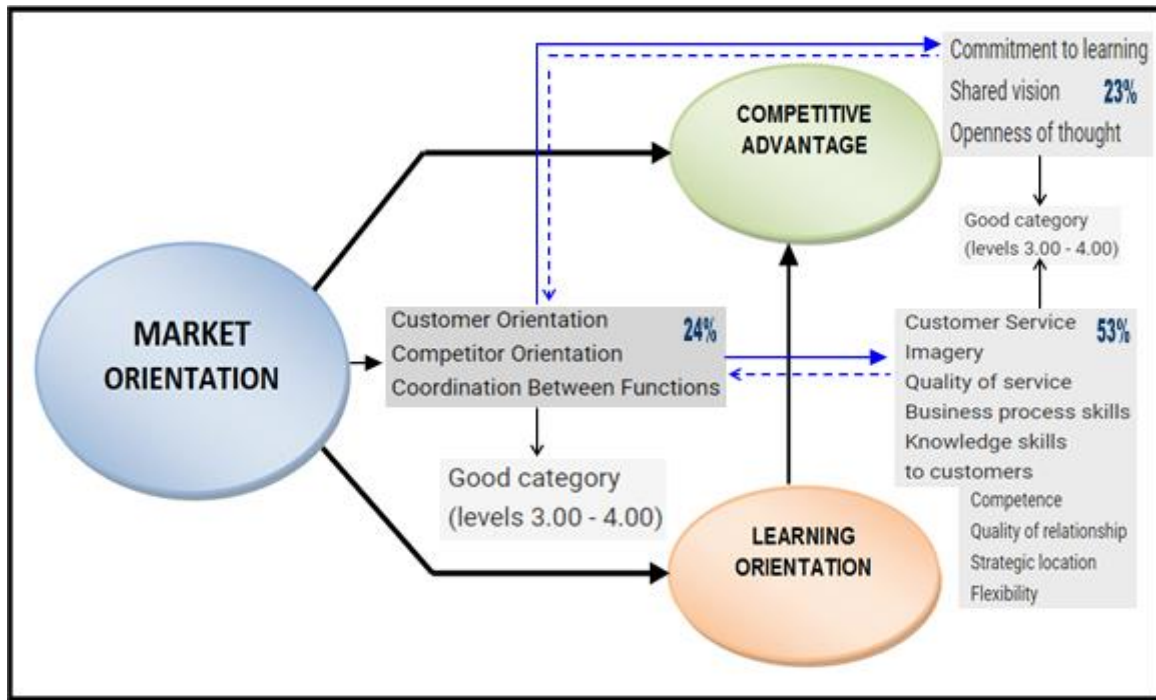 MARKET
ORIENTATION
COMPETITIVE
ADVANTAGE
LEARNING
ORIENTATION
Customer Orientation 24%
Competitor Orientation
Coordination Between Functions
Good category
(levels 3.00 - 4.00)
Commitment to learning
Shared vision 23%
Openness of thought
Good category
(levels 3.00 - 4.00)
Customer Service 53%
Imagery
Quality of service
Business process skills
Knowledge skills
to customers
Competence
Quality of relationship
Strategic location
Flexibility